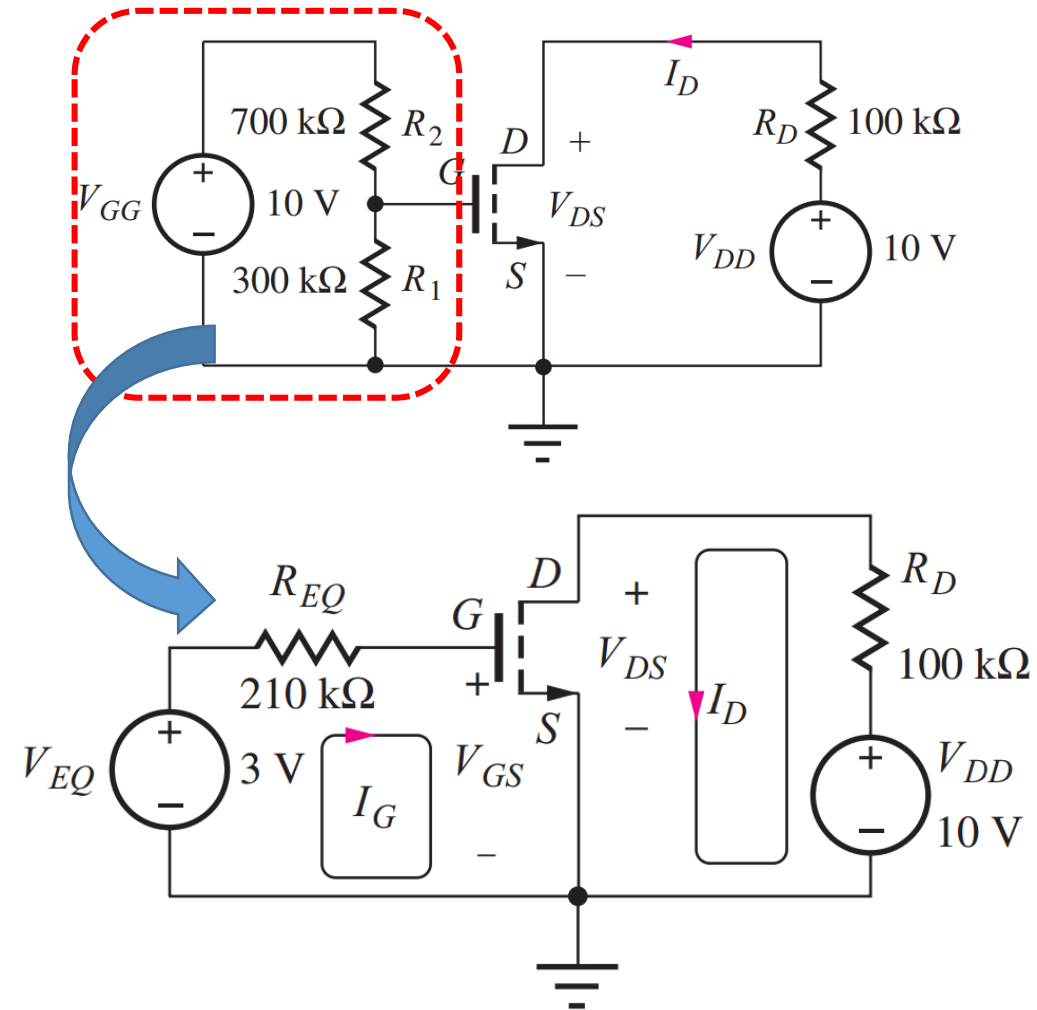 I_D
700 kΩ R_2
R_D 100 kΩ
D +
G
V_GG + 10 V
−
V_DS
300 kΩ R_1
S −
V_DD + 10 V
−
R_EQ
210 kΩ
G D +
V_DS
−
R_D
100 kΩ
+
S
I_D
V_EQ + 3 V
−
I_G
V_GS
−
+ V_DD
− 10 V